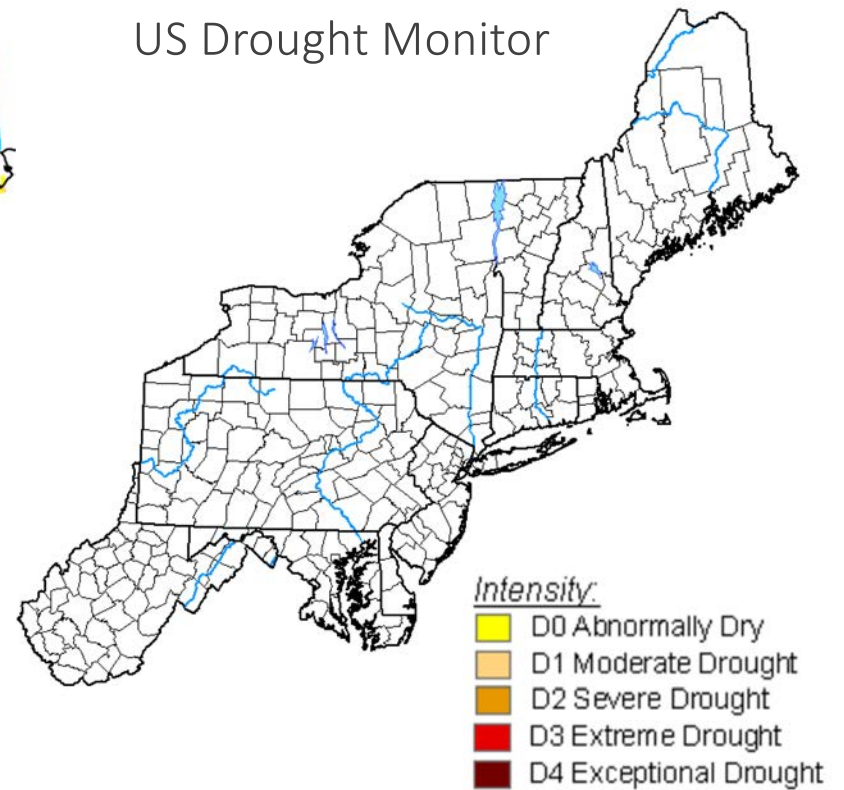 US Drought Monitor
Intensity:
D0 Abnormally Dry
D1 Moderate Drought
D2 Severe Drought
D3 Extreme Drought
D4 Exceptional Drought